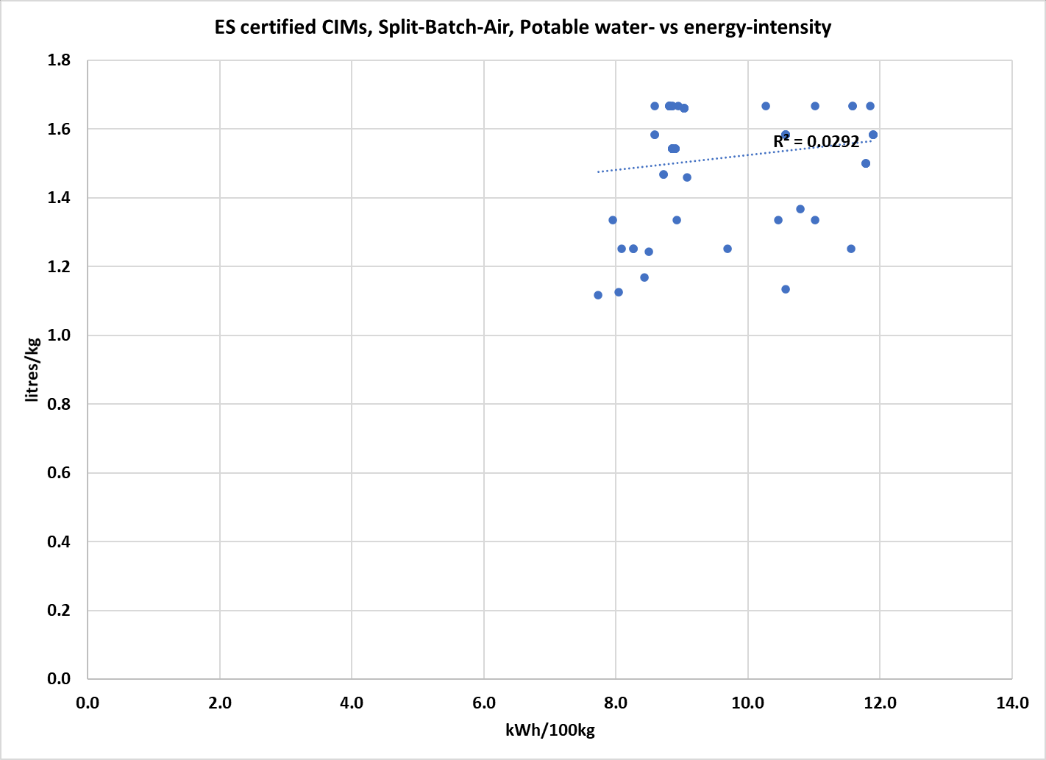 ES certified CIMs, Split-Batch-Air, Potable water- vs energy-intensity
1.8
1.6
R² = 0.0292
1.4
1.2
1.0
litres/kg
0.8
0.6
0.4
0.2
0.0
0.0 2.0 4.0 6.0 8.0 10.0 12.0 14.0
kWh/100kg